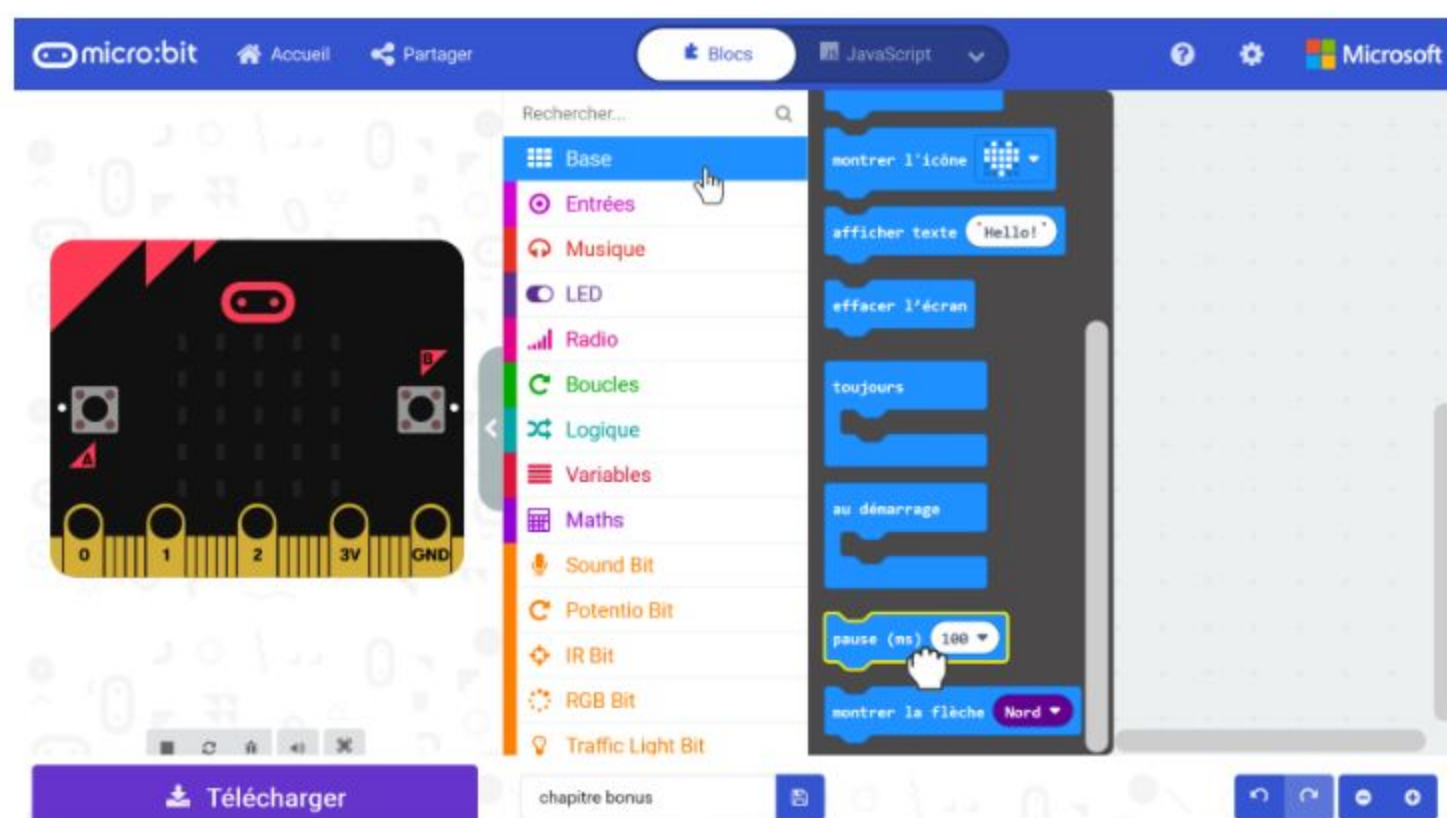 micro:bit Accueil Partager Blocs JavaScript Microsoft
Rechercher...
Base
Entrées
Musique
LED
Radio
Boucles
Logique
Variables
Maths
Sound Bit
Potentio Bit
IR Bit
RGB Bit
Traffic Light Bit
montrer l'icône
afficher texte "Hello!"
effacer l'écran
toujours
au démarrage
pause (ms) 100
montrer la flèche Nord
B
A
0 1 2 3V GND
Télécharger
chapitre bonus